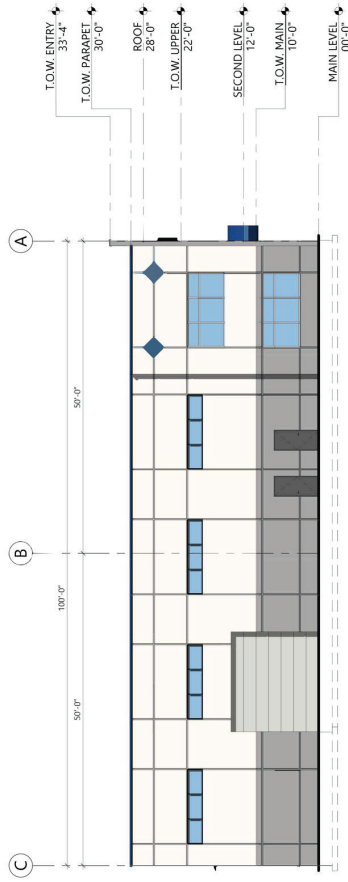 T.O.W. ENTRY
33'-4"
T.O.W. PARAPET
30'-0"
ROOF
28'-0"
T.O.W. UPPER
22'-0"
SECOND LEVEL
12'-0"
T.O.W. MAIN
10'-0"
MAIN LEVEL
00'-0"
A
50'-0"
B
100'-0"
50'-0"
C